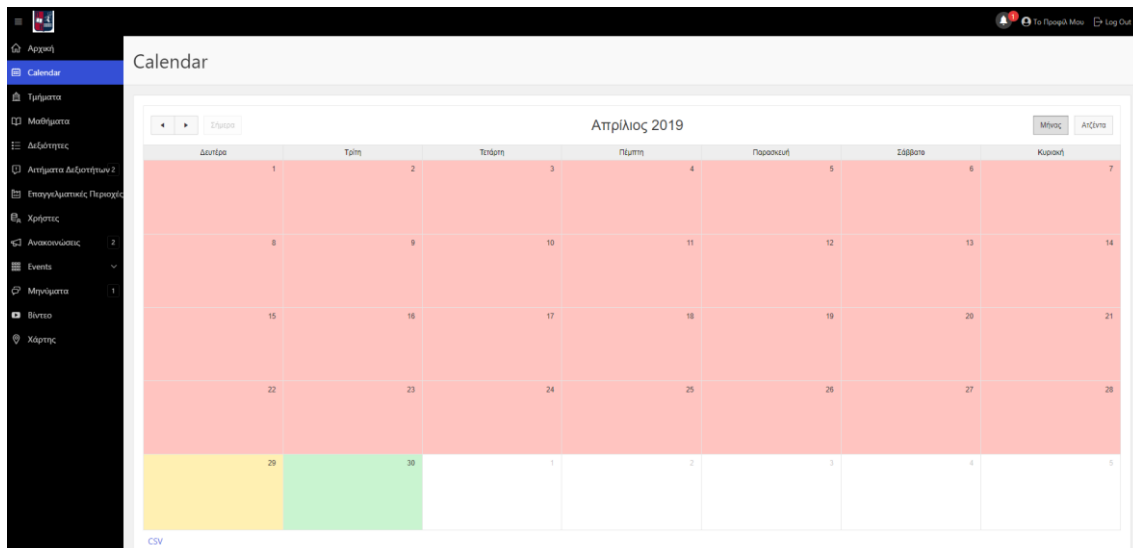 1 Το Προφίλ Μου Log Out
Αρχική
Calendar
Τμήματα
Μαθήματα
Δεξιότητες
Αιτήματα Δεξιοτήτων 2
Επαγγελματικές Περιοχές
Χρήστες
Ανακοινώσεις 2
Events
Μηνύματα 1
Βίντεο
Χάρτης
Calendar
Σήμερα Απρίλιος 2019 Μήνας Ατζέντα
Δευτέρα Τρίτη Τετάρτη Πέμπτη Παρασκευή Σάββατο Κυριακή
1 2 3 4 5 6 7
8 9 10 11 12 13 14
15 16 17 18 19 20 21
22 23 24 25 26 27 28
29 30 1 2 3 4 5
CSV